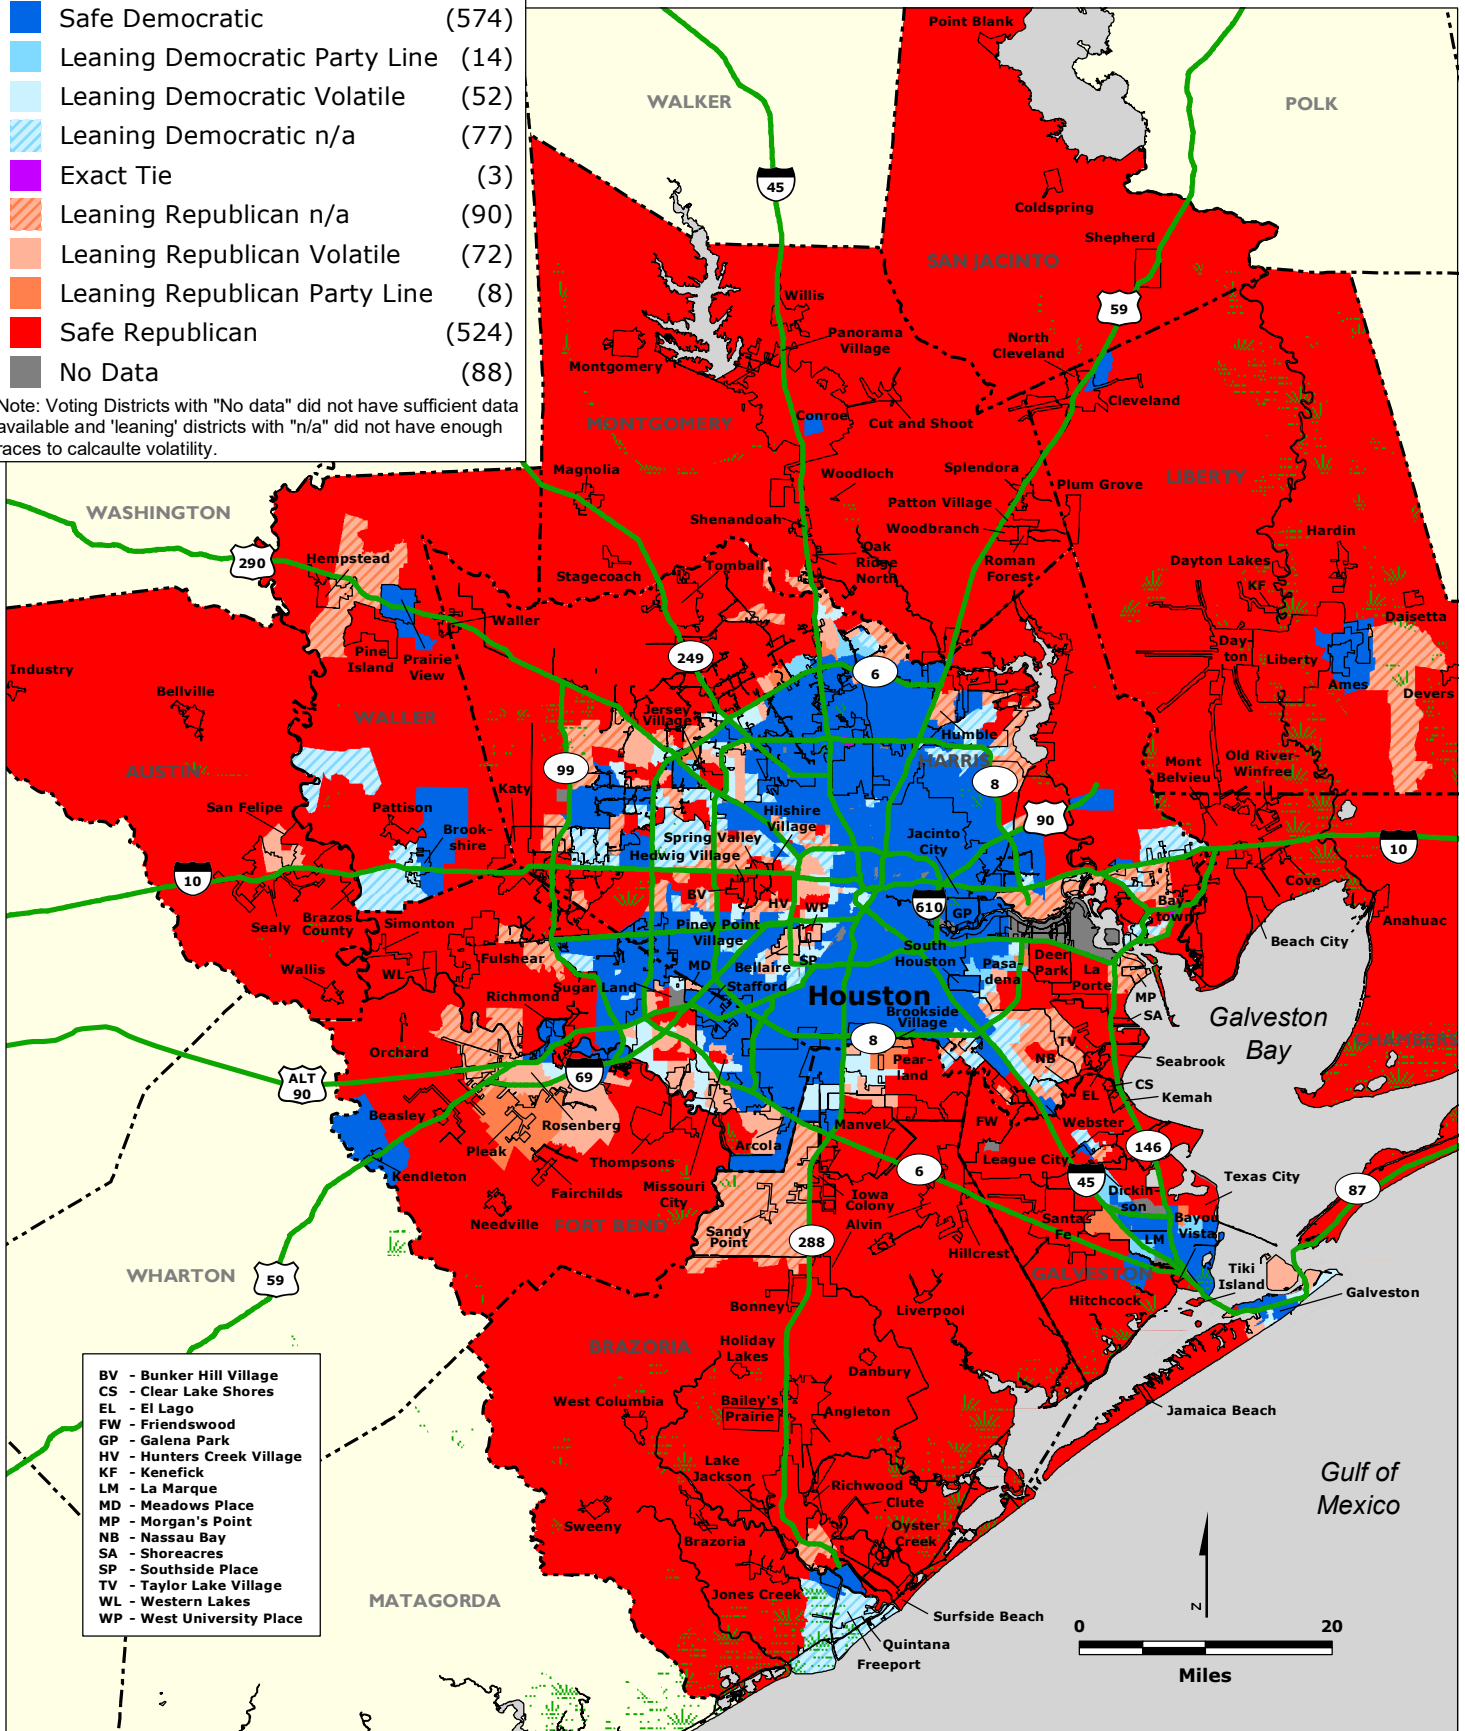 Safe Democratic (574)
Leaning Democratic Party Line (14)
Leaning Democratic Volatile (52)
Leaning Democratic n/a (77)
Exact Tie (3)
Leaning Republican n/a (90)
Leaning Republican Volatile (72)
Leaning Republican Party Line (8)
Safe Republican (524)
No Data (88)
Note: Voting Districts with "No data" did not have sufficient data
available and 'leaning' districts with "n/a" did not have enough
races to calcaulte volatility.
Point Blank
WALKER
POLK
45
Coldspring
Shepherd
SAN JACINTO
59
Willis
Panorama
Village
North
Cleveland
Montgomery
Cleveland
MONTGOMERY
Conroe
Cut and Shoot
Magnolia
Woodloch
Splendora
Plum Grove
LIBERTY
Patton Village
WASHINGTON
Shenandoah
Woodbranch
Hardin
290
Hempstead
Oak
Ridge
North
Roman
Forest
Dayton Lakes
Stagecoach
Tomball
KF
Daisetta
Waller
Pine
Island
Prairie
View
249
6
Day-
ton
Liberty
Industry
Bellville
Ames
Devers
WALLER
Jersey
Village
Humble
HARRIS
Mont
Belvieu
Old River-
Winfree
AUSTIN
99
8
Katy
San Felipe
Pattison
Brook-
shire
Hilshire
Village
90
Spring Valley
Jacinto
City
Hedwig Village
10
10
BV
HV
WP
610
GP
Bay-
town
Cove
Sealy
Brazos
County
Simonton
Anahuac
Piney Point
Village
Beach City
Fulshear
South
Houston
Deer
Park
Wallis
WL
MD
Bellaire
SP
Pasa-
dena
La
Porte
Richmond
Sugar Land
Stafford
Houston
MP
SA
Brookside
Village
Galveston
Bay
Orchard
8
TV
NB
Seabrook
CHAMBERS
ALT
90
69
Pear-
land
CS
Kemah
Beasley
EL
Rosenberg
FW
Webster
Arcola
Manvel
Pleak
Thompsons
League City
146
Kendleton
6
45
Texas City
Fairchilds
Missouri
City
Iowa
Colony
Dickin-
son
87
Needville
FORT BEND
Sandy
Point
Alvin
Santa
Fe
Bayou
Vista
288
Hillcrest
LM
WHARTON
59
GALVESTON
Tiki
Island
Bonney
Liverpool
Hitchcock
Galveston
BRAZORIA
Holiday
Lakes
Danbury
BV - Bunker Hill Village
CS - Clear Lake Shores
EL - El Lago
FW - Friendswood
GP - Galena Park
HV - Hunters Creek Village
KF - Kenefick
LM - La Marque
MD - Meadows Place
MP - Morgan's Point
NB - Nassau Bay
SA - Shoreacres
SP - Southside Place
TV - Taylor Lake Village
WL - Western Lakes
WP - West University Place
West Columbia
Bailey's
Prairie
Angleton
Jamaica Beach
Lake
Jackson
Richwood
Gulf of
Mexico
Clute
Sweeny
Brazoria
Oyster
Creek
MATAGORDA
Jones Creek
Surfside Beach
N
Quintana
Freeport
0 20
Miles